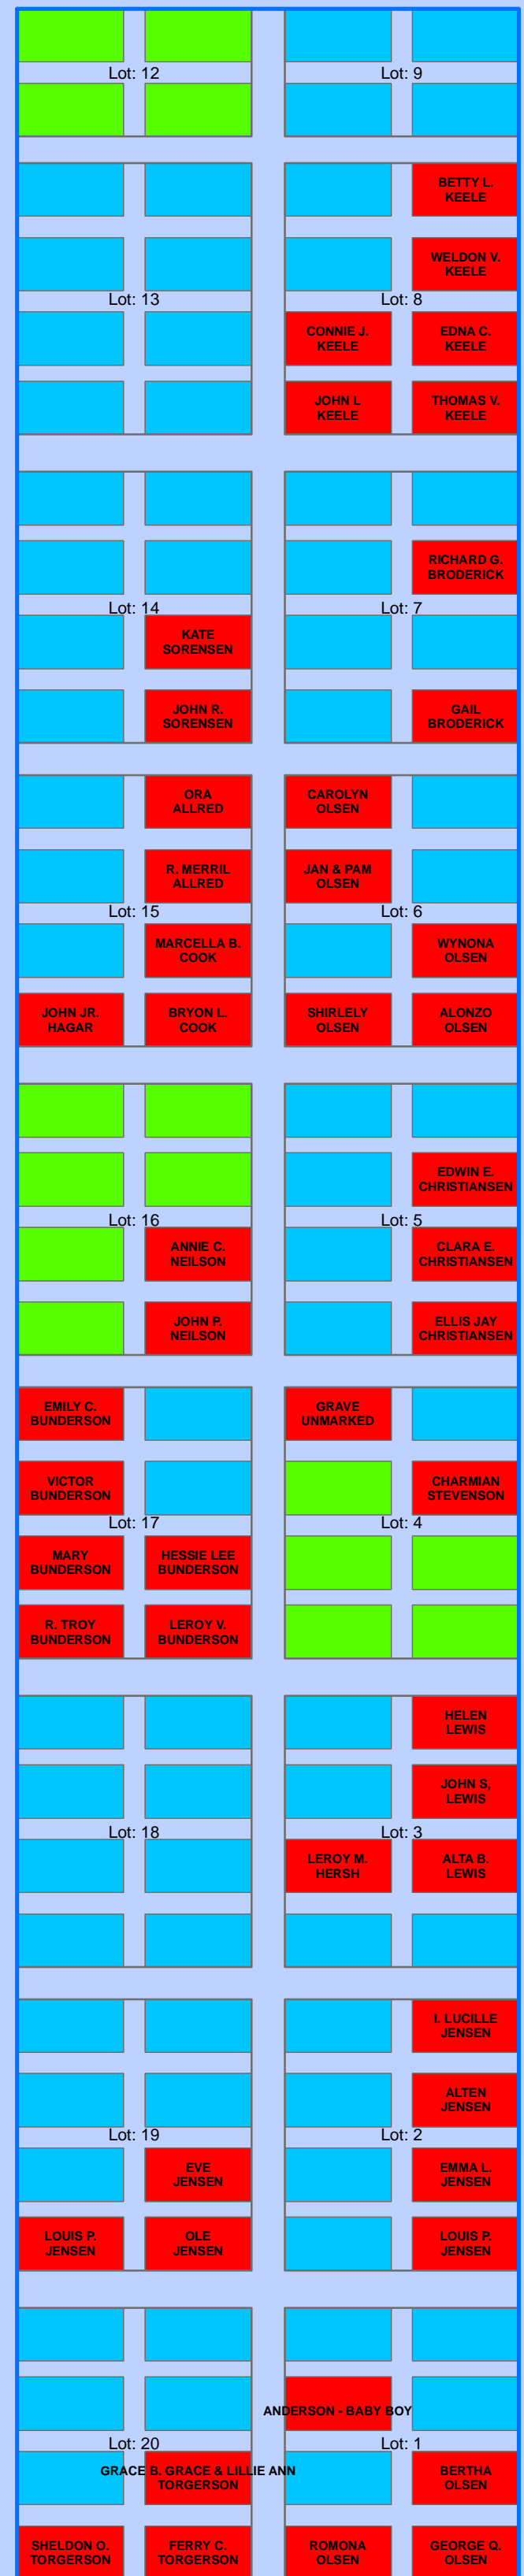 Lot: 12
Lot: 9
BETTY L.
KEELE
WELDON V.
KEELE
Lot: 13
Lot: 8
CONNIE J.
KEELE
EDNA C.
KEELE
JOHN L
KEELE
THOMAS V.
KEELE
RICHARD G.
BRODERICK
Lot: 14
Lot: 7
KATE
SORENSEN
JOHN R.
SORENSEN
GAIL
BRODERICK
ORA
ALLRED
CAROLYN
OLSEN
R. MERRIL
ALLRED
JAN & PAM
OLSEN
Lot: 15
Lot: 6
MARCELLA B.
COOK
WYNONA
OLSEN
JOHN JR.
HAGAR
BRYON L.
COOK
SHIRLELY
OLSEN
ALONZO
OLSEN
EDWIN E.
CHRISTIANSEN
Lot: 16
Lot: 5
ANNIE C.
NEILSON
CLARA E.
CHRISTIANSEN
JOHN P.
NEILSON
ELLIS JAY
CHRISTIANSEN
EMILY C.
BUNDERSON
GRAVE
UNMARKED
VICTOR
BUNDERSON
CHARMIAN
STEVENSON
Lot: 17
Lot: 4
MARY
BUNDERSON
HESSIE LEE
BUNDERSON
R. TROY
BUNDERSON
LEROY V.
BUNDERSON
HELEN
LEWIS
JOHN S,
LEWIS
Lot: 18
Lot: 3
LEROY M.
HERSH
ALTA B.
LEWIS
I. LUCILLE
JENSEN
ALTEN
JENSEN
Lot: 19
Lot: 2
EVE
JENSEN
EMMA L.
JENSEN
LOUIS P.
JENSEN
OLE
JENSEN
LOUIS P.
JENSEN
ANDERSON - BABY BOY
Lot: 20
Lot: 1
GRACE B. GRACE & LILLIE ANN
TORGERSON
BERTHA
OLSEN
SHELDON O.
TORGERSON
FERRY C.
TORGERSON
ROMONA
OLSEN
GEORGE Q.
OLSEN